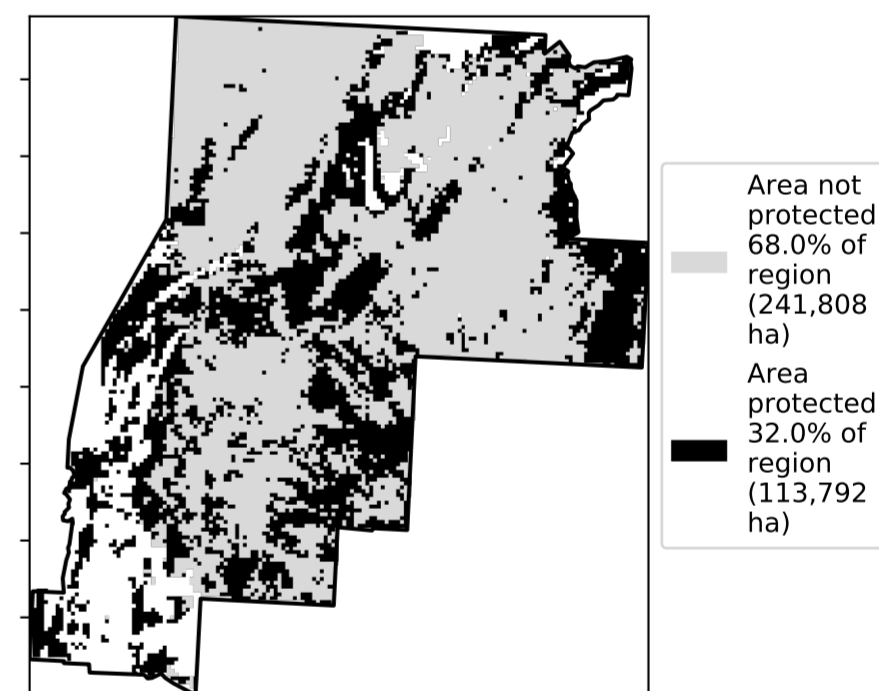 Area not
protected
68.0% of
region
(241,808
ha)
Area
protected
32.0% of
region
(113,792
ha)